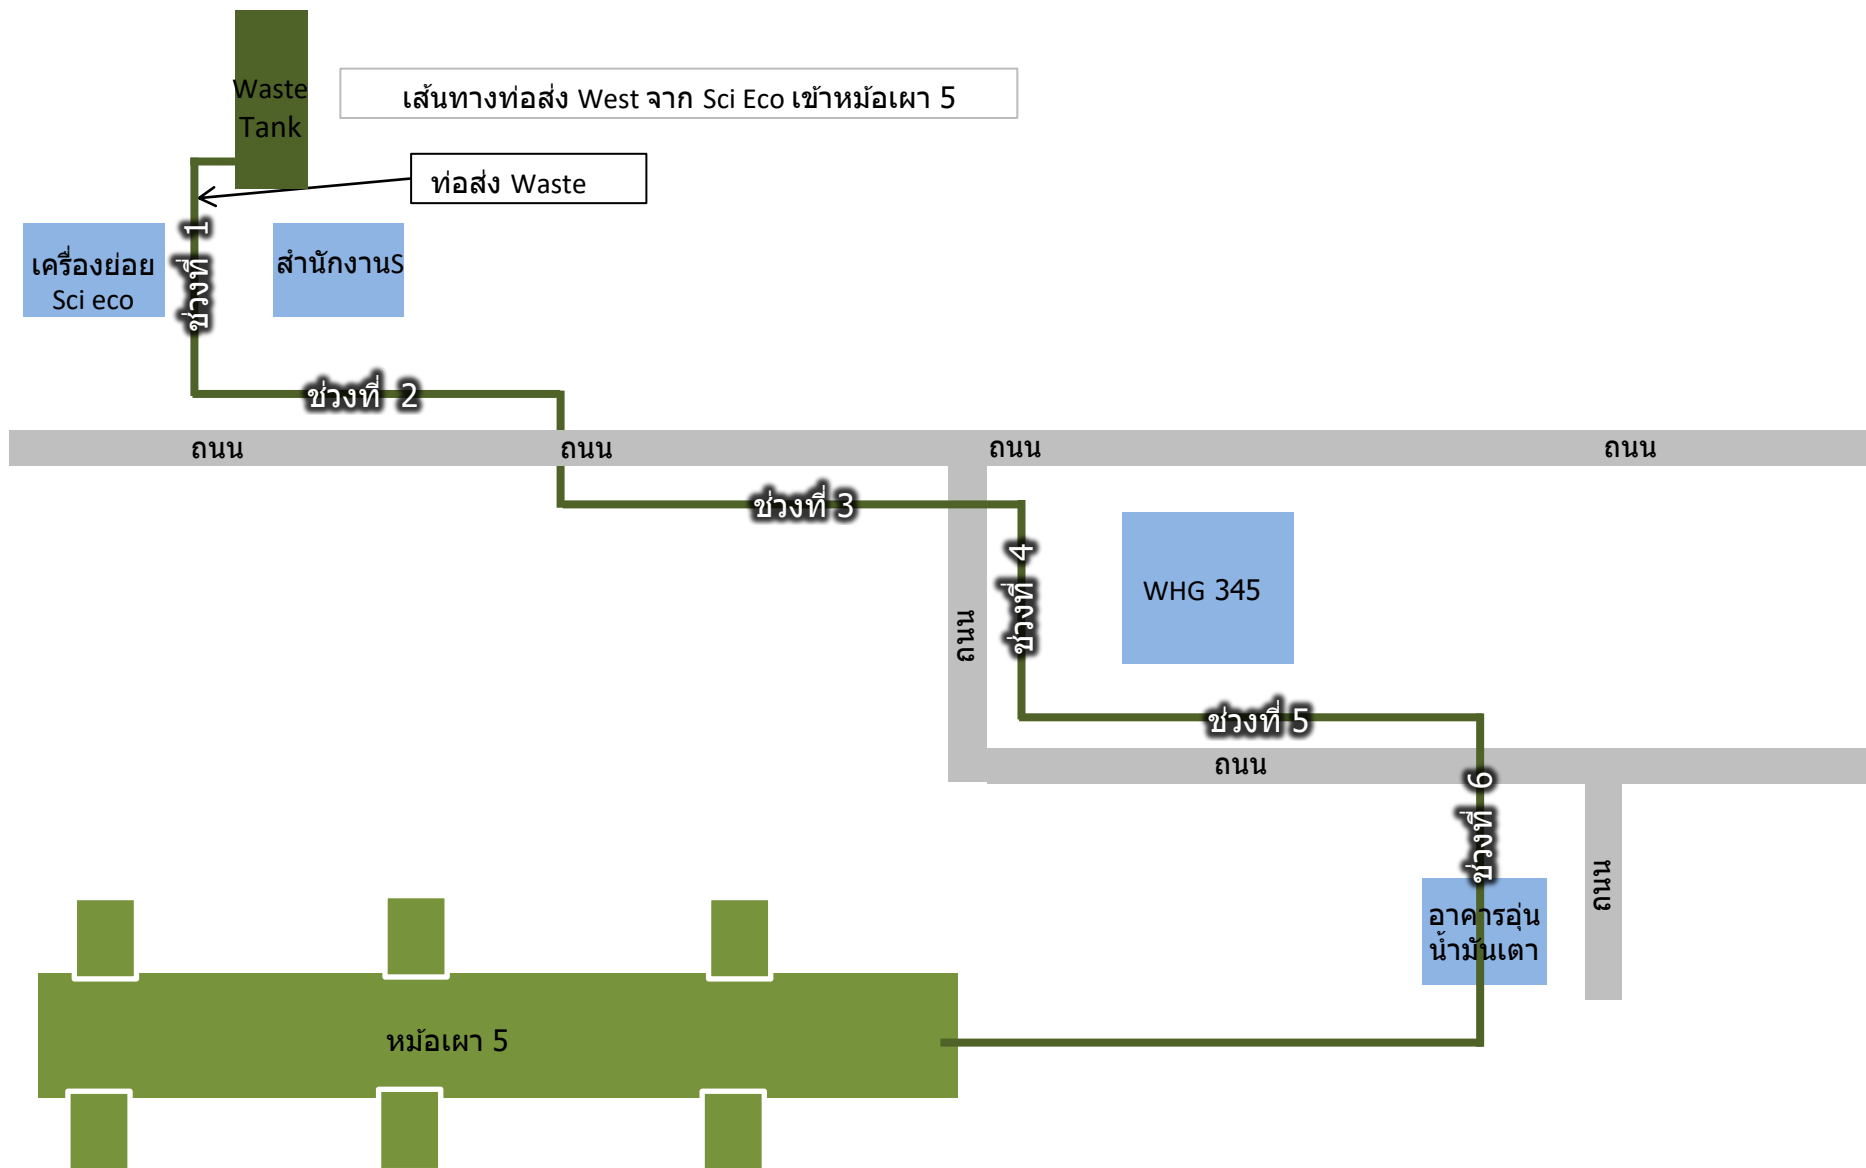 Waste
Tank
เส้นทางท่อส่ง West จาก Sci Eco เข้าหม้อเผา 5
ท่อส่ง Waste
เครื่องย่อย
Sci eco
ช่วงที่ 1
สำนักงานS
ช่วงที่ 2
ถนน
ถนน
ถนน
ถนน
ช่วงที่ 3
ช่วงที่ 4
WHG 345
ถนน
ช่วงที่ 5
ถนน
ช่วงที่ 6
ถนน
อาคารอุ่น
น้ำมันเตา
หม้อเผา 5